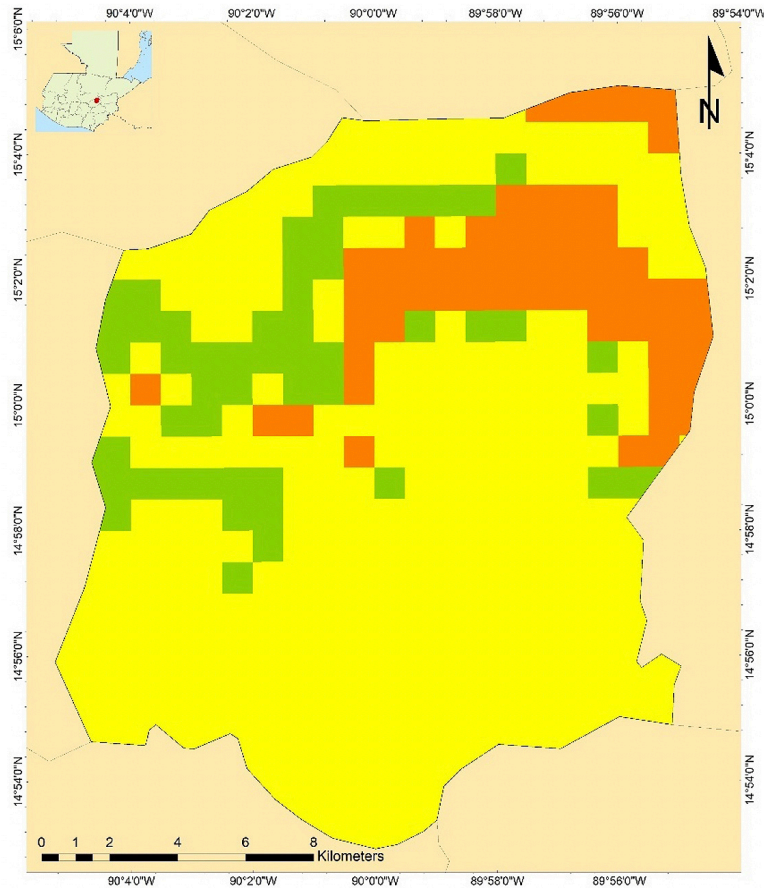 90°4'0"W 90°2'0"W 90°0'0"W 89°58'0"W 89°56'0"W 89°54'0"W
15°6'0"N
N
15°4'0"N 15°4'0"N
15°2'0"N 15°2'0"N
15°0'0"N 15°0'0"N
14°58'0"N 14°58'0"N
14°56'0"N 14°56'0"N
14°54'0"N 14°54'0"N
0 1 2 4 6 8
Kilometers
90°4'0"W 90°2'0"W 90°0'0"W 89°58'0"W 89°56'0"W